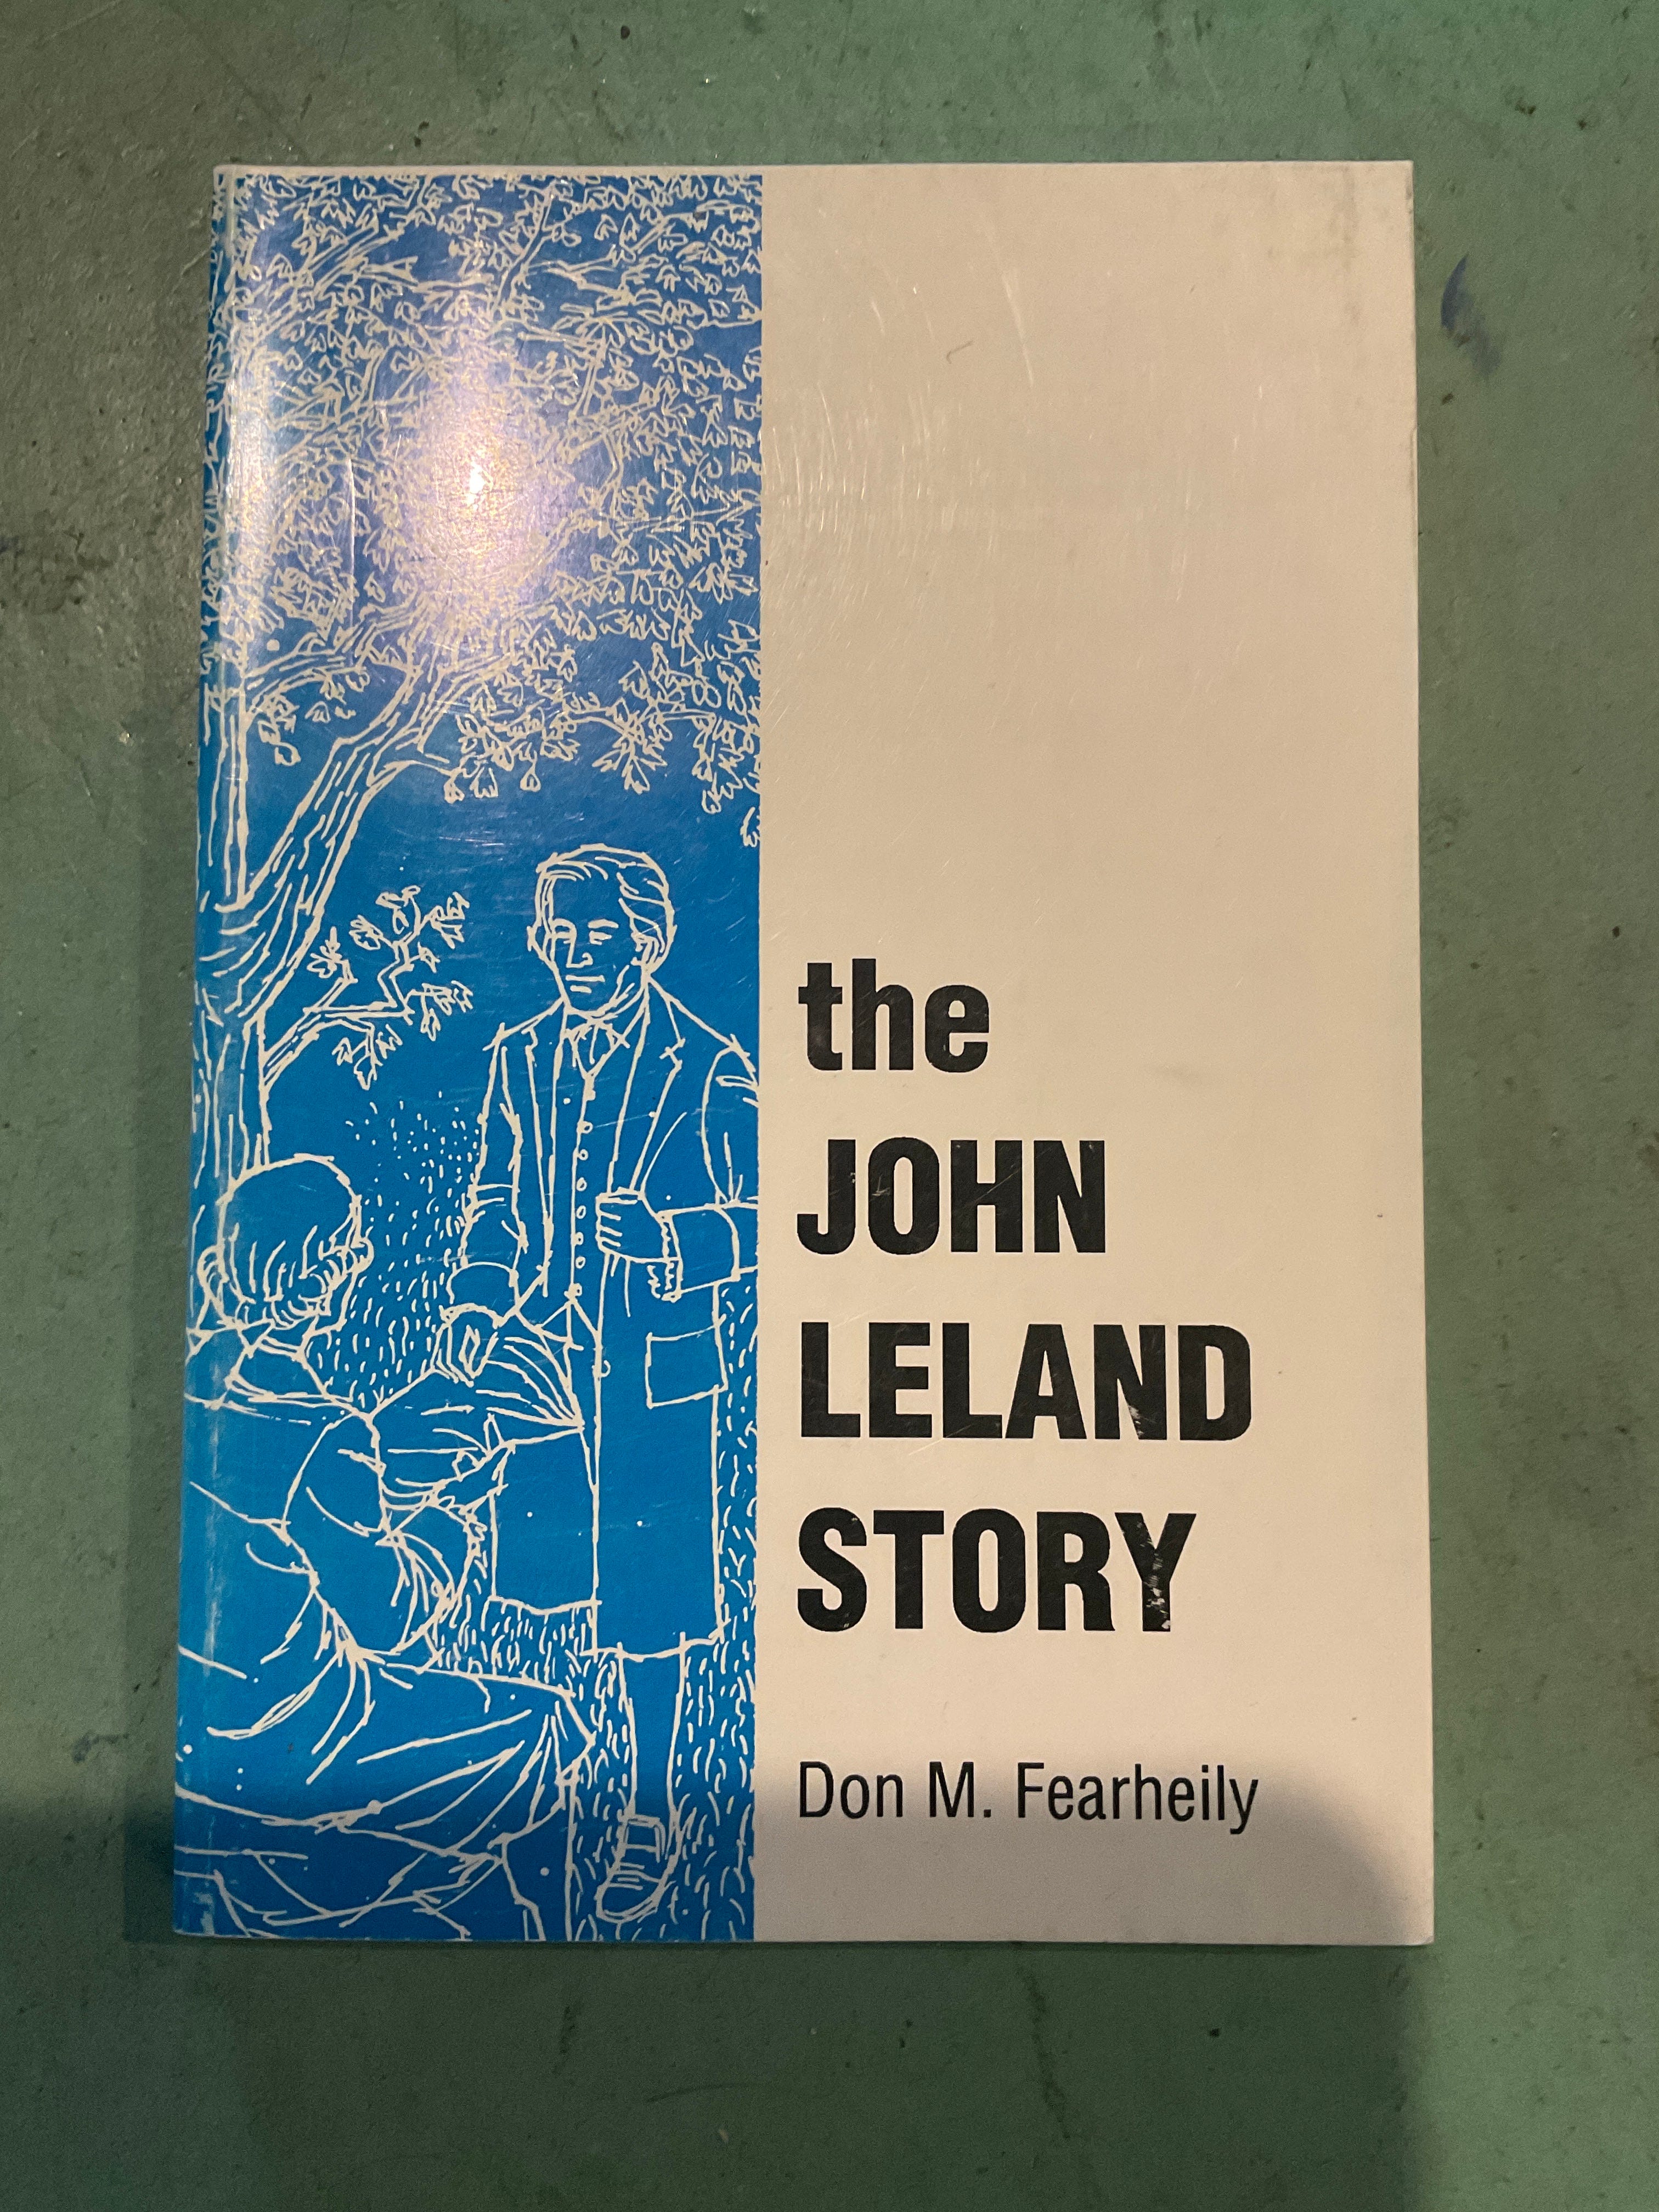 the
JOHN
LELAND
STORY
Don M. Fearheily